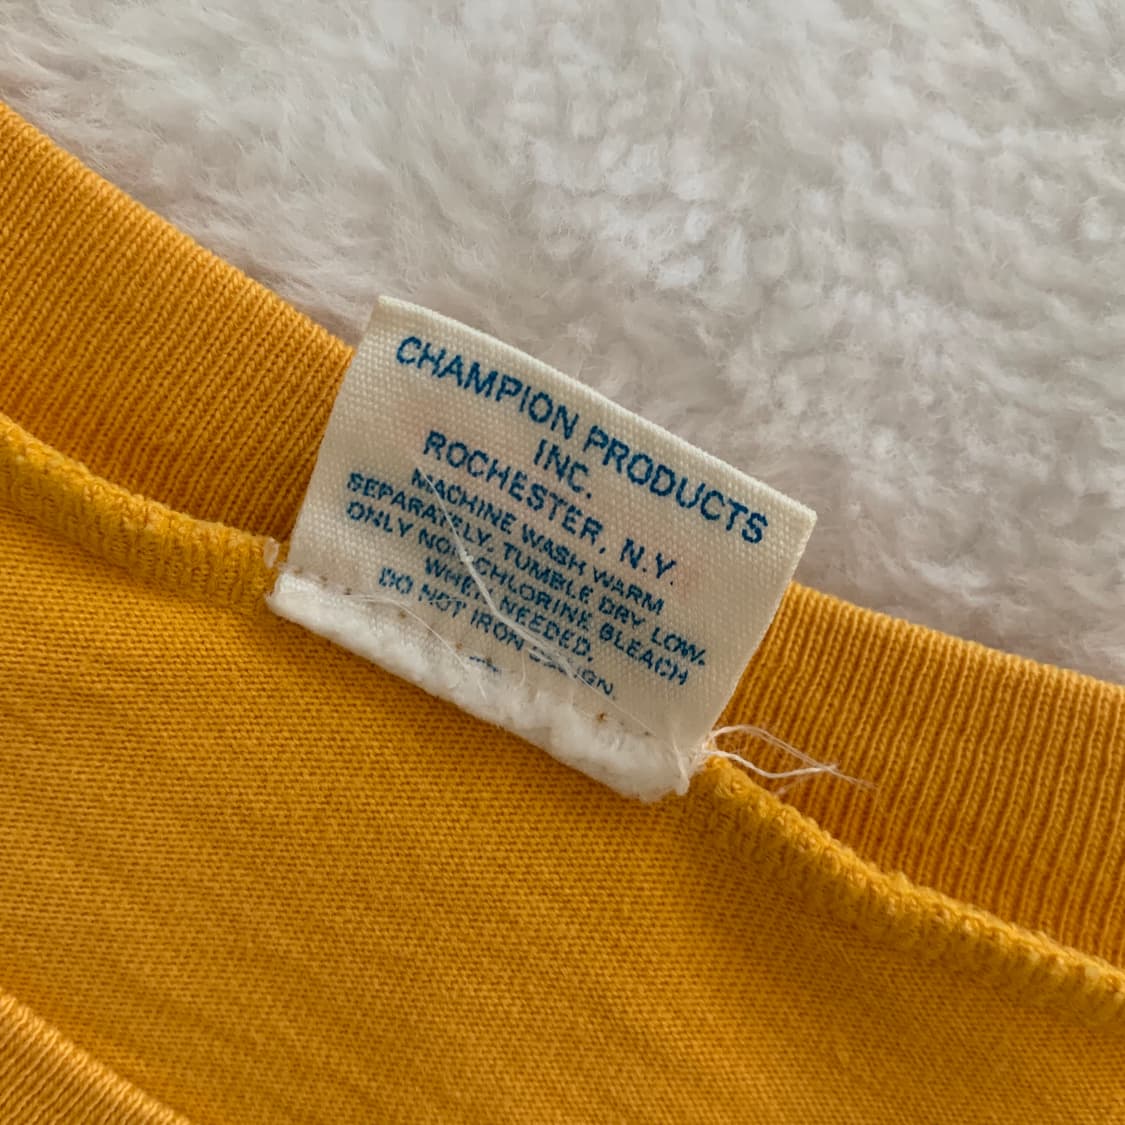 CHAMPION PRODUCTS
INC.
ROCHESTER, N.Y.
MACHINE WASH WARM
SEPARATELY. TUMBLE DRY LOW.
ONLY NON-CHLORINE BLEACH
WHEN NEEDED.
DO NOT IRON DESIGN.